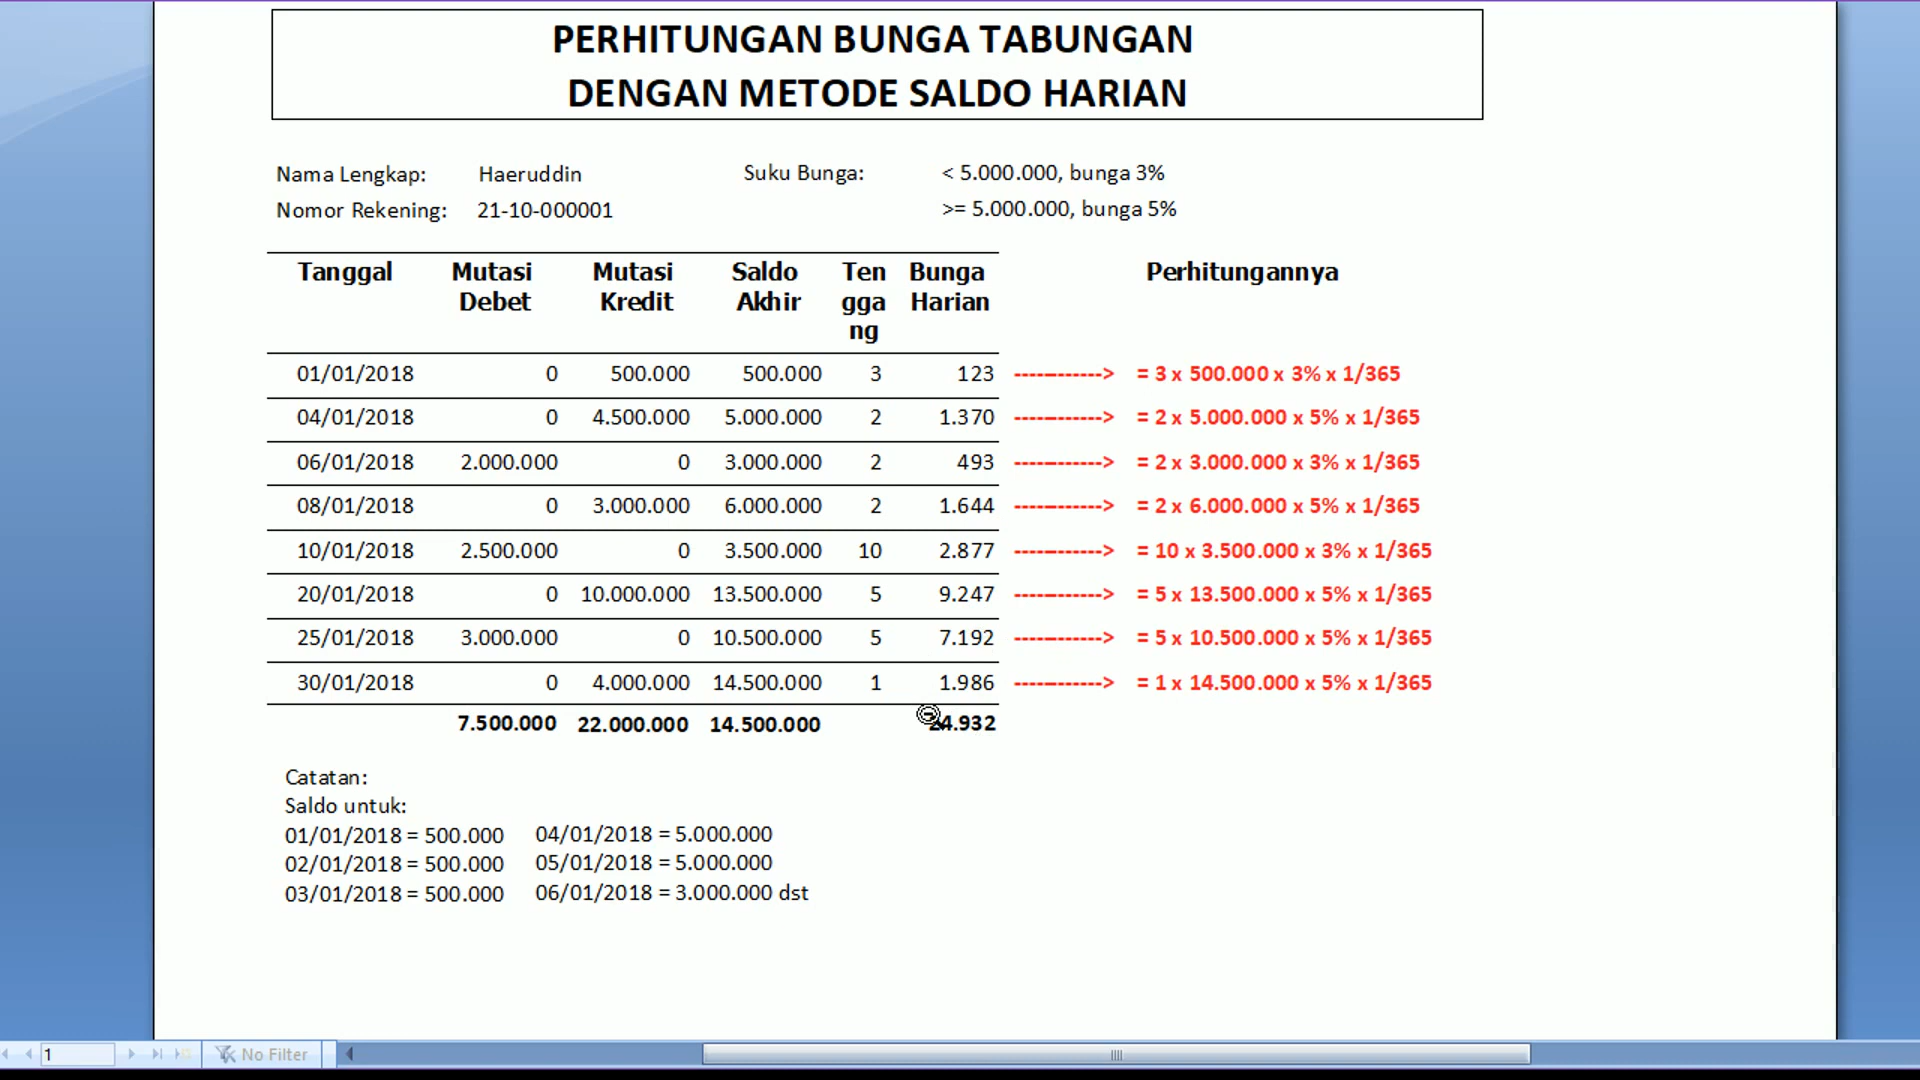 PERHITUNGAN BUNGA TABUNGAN
DENGAN METODE SALDO HARIAN
Nama Lengkap: Haeruddin Suku Bunga: < 5.000.000, bunga 3%
Nomor Rekening: 21-10-000001 >= 5.000.000, bunga 5%
Tanggal Mutasi Debet Mutasi Kredit Saldo Akhir Ten gga ng Bunga Harian Perhitungannya
01/01/2018 0 500.000 500.000 3 123 ------------> = 3 x 500.000 x 3% x 1/365
04/01/2018 0 4.500.000 5.000.000 2 1.370 ------------> = 2 x 5.000.000 x 5% x 1/365
06/01/2018 2.000.000 0 3.000.000 2 493 ------------> = 2 x 3.000.000 x 3% x 1/365
08/01/2018 0 3.000.000 6.000.000 2 1.644 ------------> = 2 x 6.000.000 x 5% x 1/365
10/01/2018 2.500.000 0 3.500.000 10 2.877 ------------> = 10 x 3.500.000 x 3% x 1/365
20/01/2018 0 10.000.000 13.500.000 5 9.247 ------------> = 5 x 13.500.000 x 5% x 1/365
25/01/2018 3.000.000 0 10.500.000 5 7.192 ------------> = 5 x 10.500.000 x 5% x 1/365
30/01/2018 0 4.000.000 14.500.000 1 1.986 ------------> = 1 x 14.500.000 x 5% x 1/365
7.500.000 22.000.000 14.500.000 24.932
Catatan:
Saldo untuk:
01/01/2018 = 500.000 04/01/2018 = 5.000.000
02/01/2018 = 500.000 05/01/2018 = 5.000.000
03/01/2018 = 500.000 06/01/2018 = 3.000.000 dst
1 No Filter